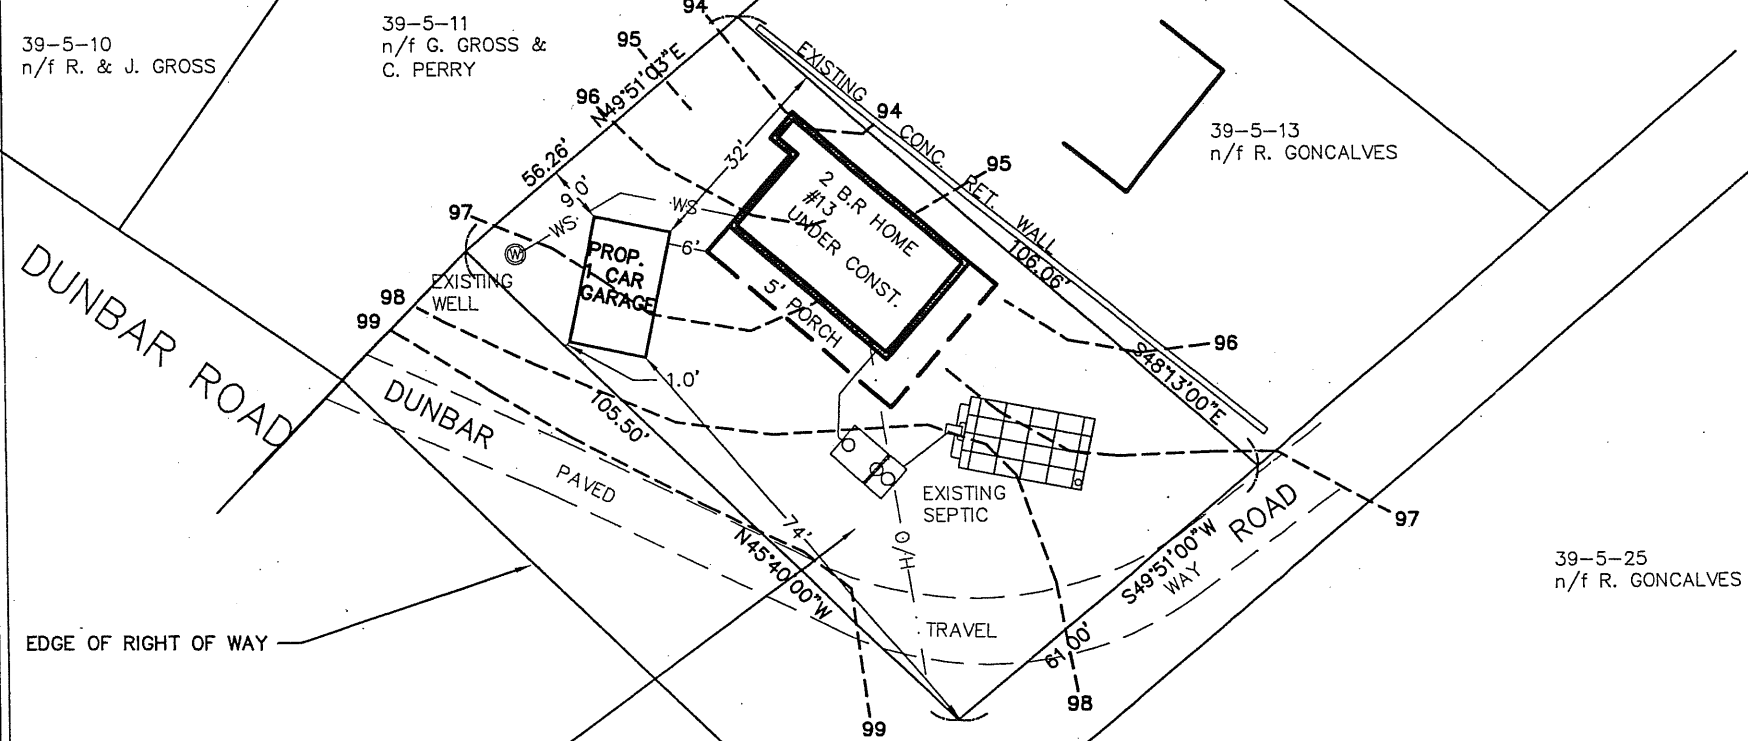 94
39-5-11
n/f G. GROSS &
C. PERRY
39-5-10
n/f R. & J. GROSS
95
N49°51'03"E
96
EXISTING CONC. RET. WALL
94
39-5-13
n/f R. GONCALVES
95
32'
56.26'
9.0'
2 B.R HOME
#13
UNDER CONST.
WS
WS
97
W
6'
PROP.
1 CAR
GARAGE
EXISTING
WELL
5' PORCH
106.06'
98
99
96
S48°13'00"E
DUNBAR ROAD
1.0'
105.50'
DUNBAR
PAVED
EXISTING
SEPTIC
97
ROAD
74'
O/H
N45°40'00"W
S49°51'00"W
WAY
39-5-25
n/f R. GONCALVES
EDGE OF RIGHT OF WAY
TRAVEL
61.00'
98
99